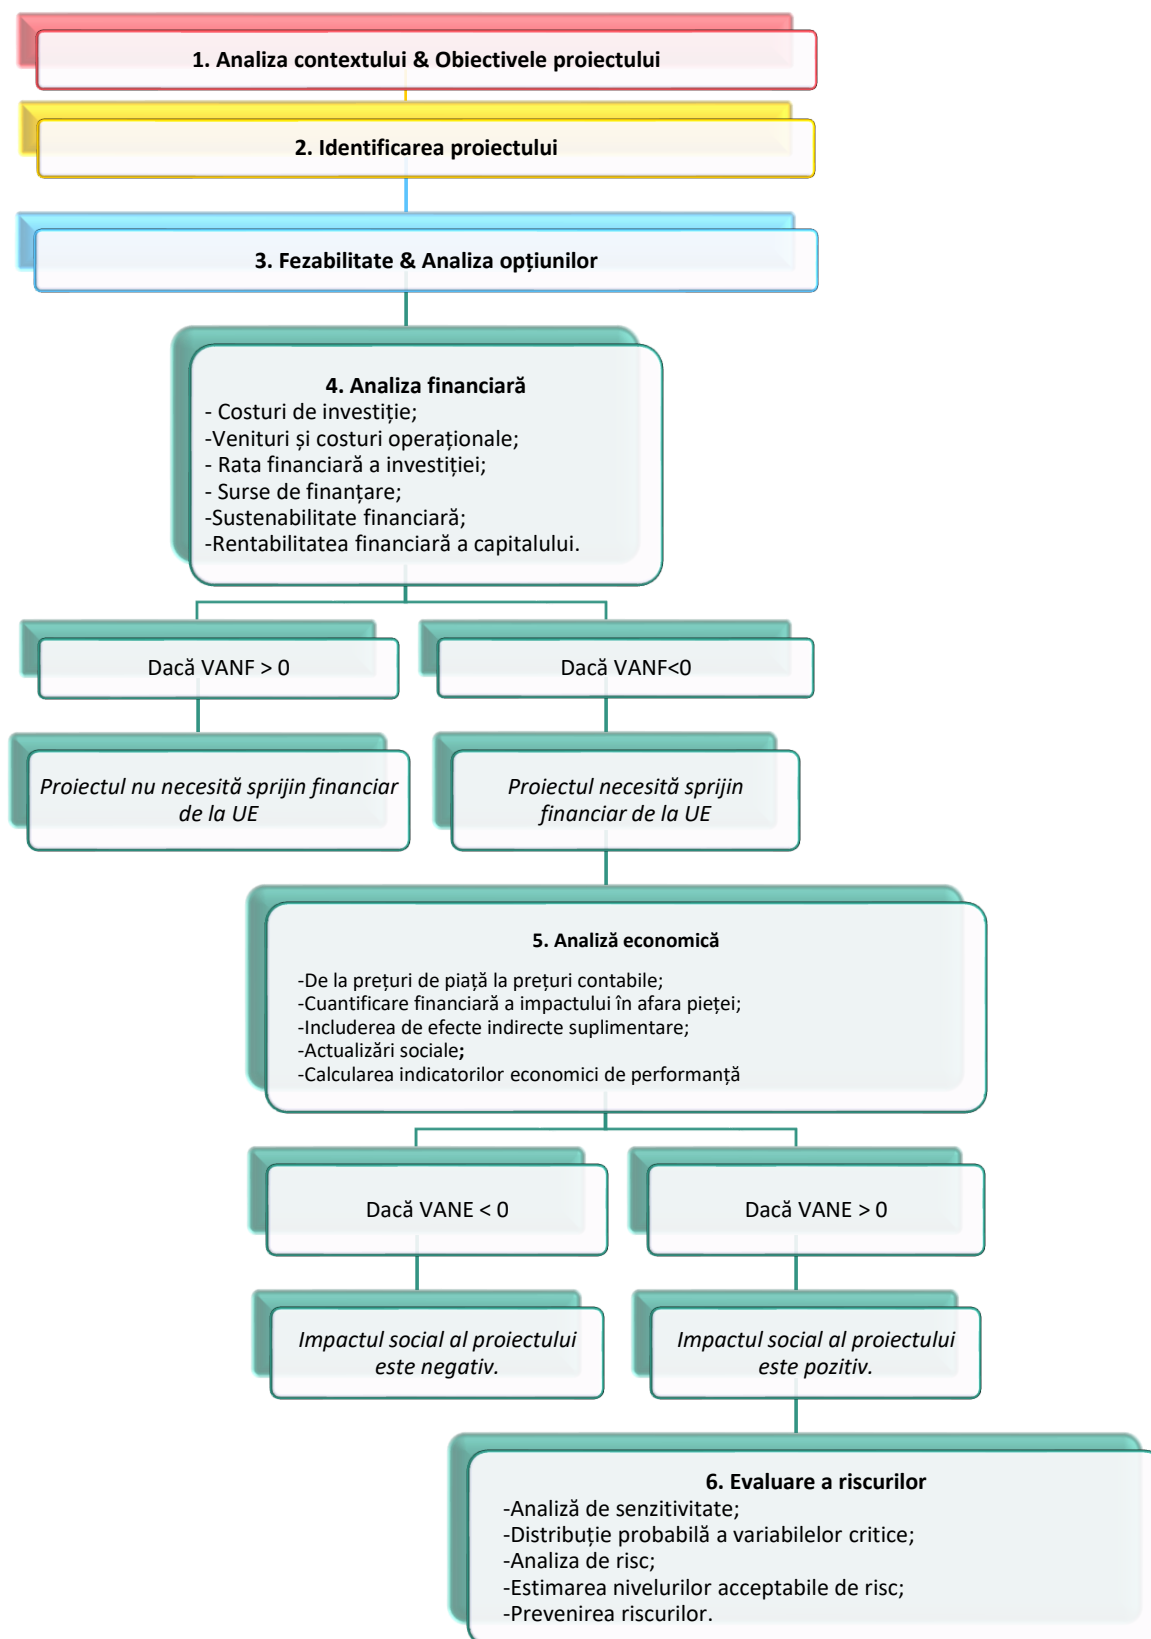 1. Analiza contextului & Obiectivele proiectului
2. Identificarea proiectului
3. Fezabilitate & Analiza opțiunilor
4. Analiza financiară
- Costuri de investiție;
-Venituri și costuri operaționale;
- Rata financiară a investiției;
- Surse de finanțare;
-Sustenabilitate financiară;
-Rentabilitatea financiară a capitalului.
Dacă VANF > 0
Dacă VANF<0
Proiectul nu necesită sprijin financiar
de la UE
Proiectul necesită sprijin
financiar de la UE
5. Analiză economică
-De la prețuri de piață la prețuri contabile;
-Cuantificare financiară a impactului în afara pieței;
-Includerea de efecte indirecte suplimentare;
-Actualizări sociale;
-Calcularea indicatorilor economici de performanță
Dacă VANE < 0
Dacă VANE > 0
Impactul social al proiectului
este negativ.
Impactul social al proiectului
este pozitiv.
6. Evaluare a riscurilor
-Analiză de senzitivitate;
-Distribuție probabilă a variabilelor critice;
-Analiza de risc;
-Estimarea nivelurilor acceptabile de risc;
-Prevenirea riscurilor.